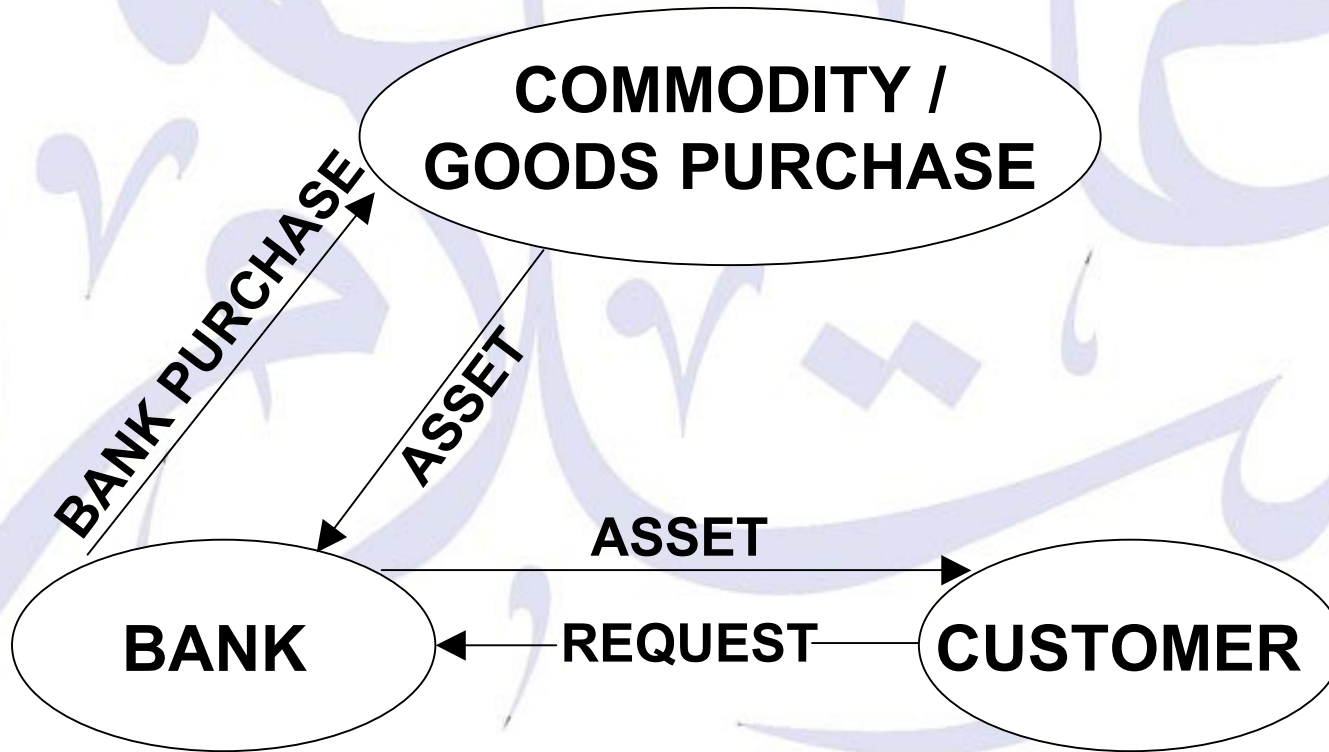 COMMODITY /
GOODS PURCHASE
BANK PURCHASE
ASSET
ASSET
REQUEST
BANK
CUSTOMER